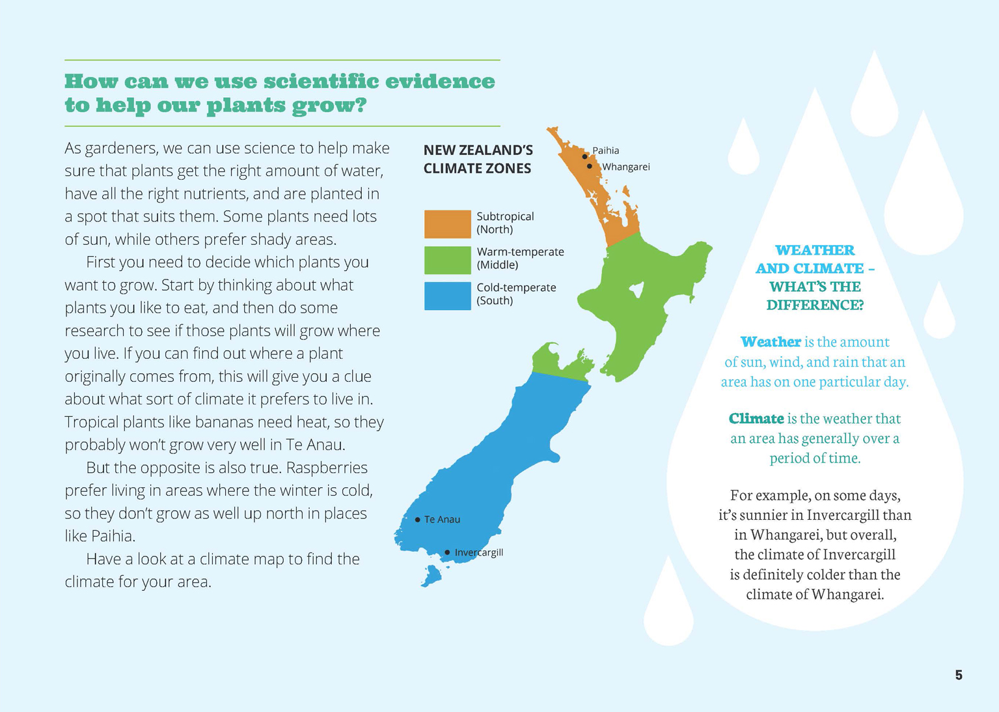 How can we use scientific evidence
to help our plants grow?
As gardeners, we can use science to help make
sure that plants get the right amount of water,
have all the right nutrients, and are planted in
a spot that suits them. Some plants need lots
of sun, while others prefer shady areas.
First you need to decide which plants you
want to grow. Start by thinking about what
plants you like to eat, and then do some
research to see if those plants will grow where
you live. If you can find out where a plant
originally comes from, this will give you a clue
about what sort of climate it prefers to live in.
Tropical plants like bananas need heat, so they
probably won’t grow very well in Te Anau.
But the opposite is also true. Raspberries
prefer living in areas where the winter is cold,
so they don’t grow as well up north in places
like Paihia.
Have a look at a climate map to find the
climate for your area.
NEW ZEALAND’S
CLIMATE ZONES
Subtropical
(North)
Warm-temperate
(Middle)
Cold-temperate
(South)
Paihia
Whangarei
Te Anau
Invercargill
WEATHER
AND CLIMATE –
WHAT’S THE
DIFFERENCE?
Weather is the amount
of sun, wind, and rain that an
area has on one particular day.
Climate is the weather that
an area has generally over a
period of time.
For example, on some days,
it’s sunnier in Invercargill than
in Whangarei, but overall,
the climate of Invercargill
is definitely colder than the
climate of Whangarei.
5